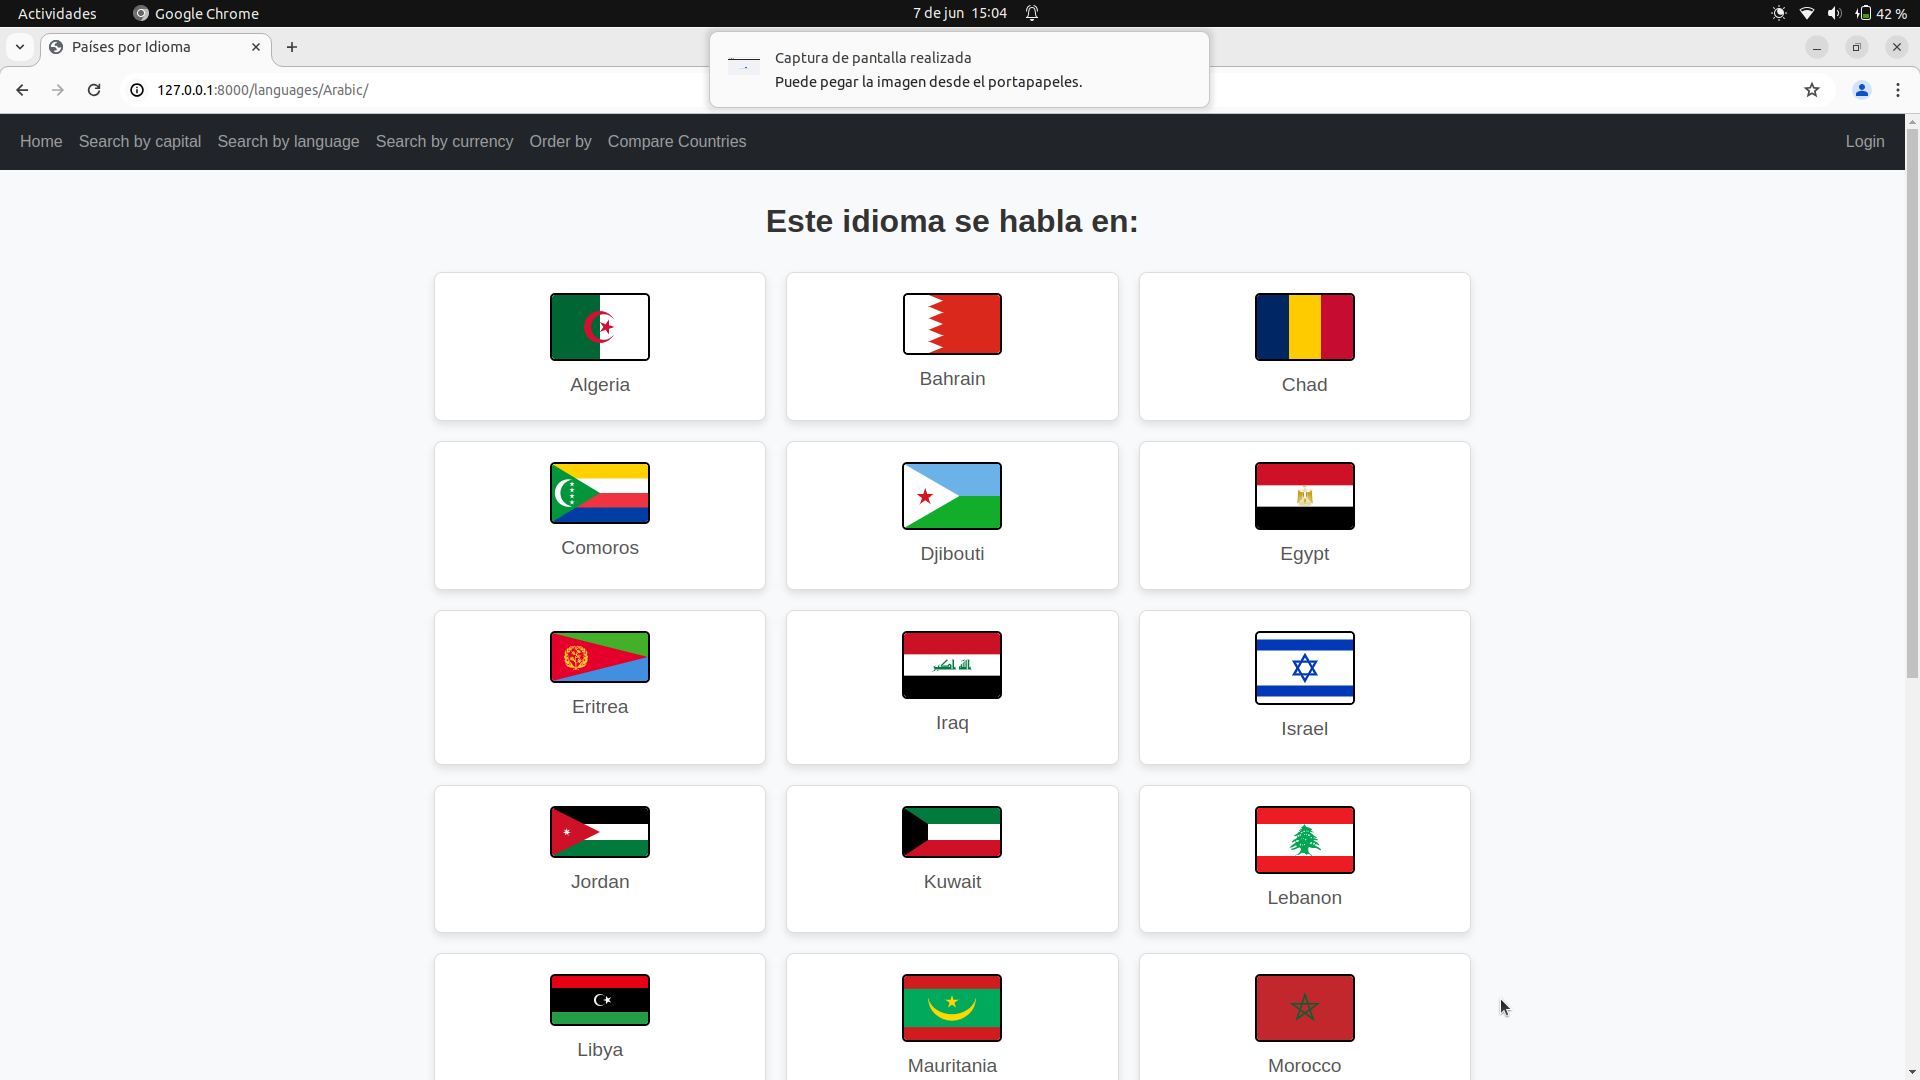 Actividades Google Chrome 7 de jun 15:04 42 %
Países por Idioma
Captura de pantalla realizada
Puede pegar la imagen desde el portapapeles.
127.0.0.1:8000/languages/Arabic/
Home Search by capital Search by language Search by currency Order by Compare Countries Login
Este idioma se habla en:
Algeria Bahrain Chad
Comoros Djibouti Egypt
Eritrea Iraq Israel
Jordan Kuwait Lebanon
Libya Mauritania Morocco